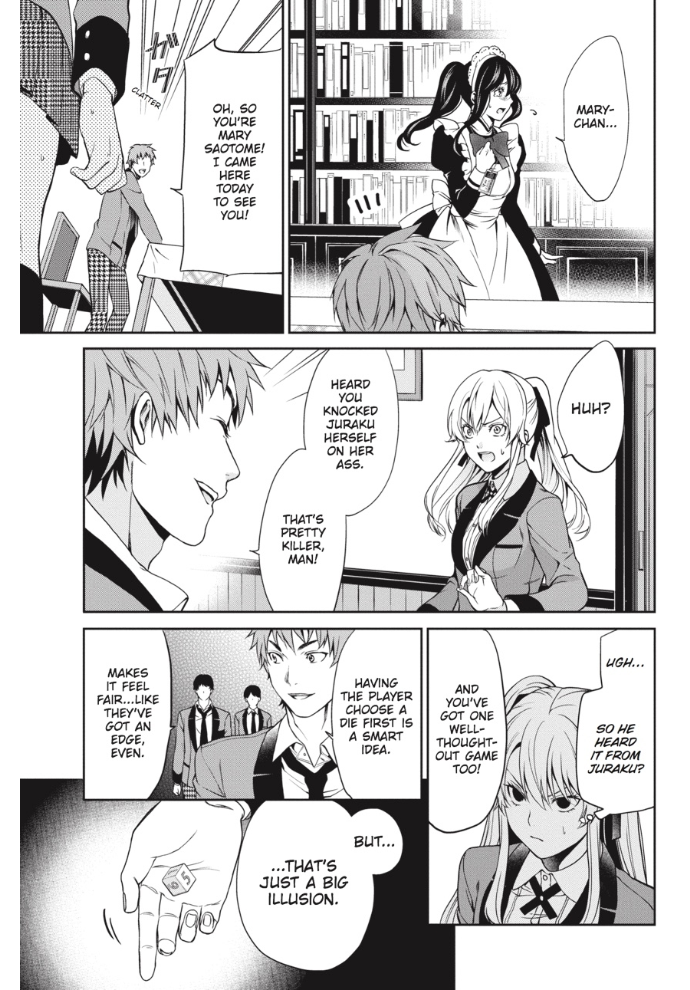 MARY-
CHAN...
OH, SO
YOU'RE
MARY
SAOTOME!
I CAME
HERE
TODAY
TO SEE
YOU!
ガタ
CLATTER
HUH?
HEARD
YOU
KNOCKED
JURAKU
HERSELF
ON HER
ASS.
THAT'S
PRETTY
KILLER,
MAN!
UGH...
SO HE
HEARD
IT FROM
JURAKU?
AND
YOU'VE
GOT ONE
WELL-
THOUGHT-
OUT GAME
TOO!
HAVING
THE PLAYER
CHOOSE A
DIE FIRST IS
A SMART
IDEA.
MAKES
IT FEEL
FAIR...LIKE
THEY'VE
GOT AN
EDGE,
EVEN.
BUT...
...THAT'S
JUST A BIG
ILLUSION.